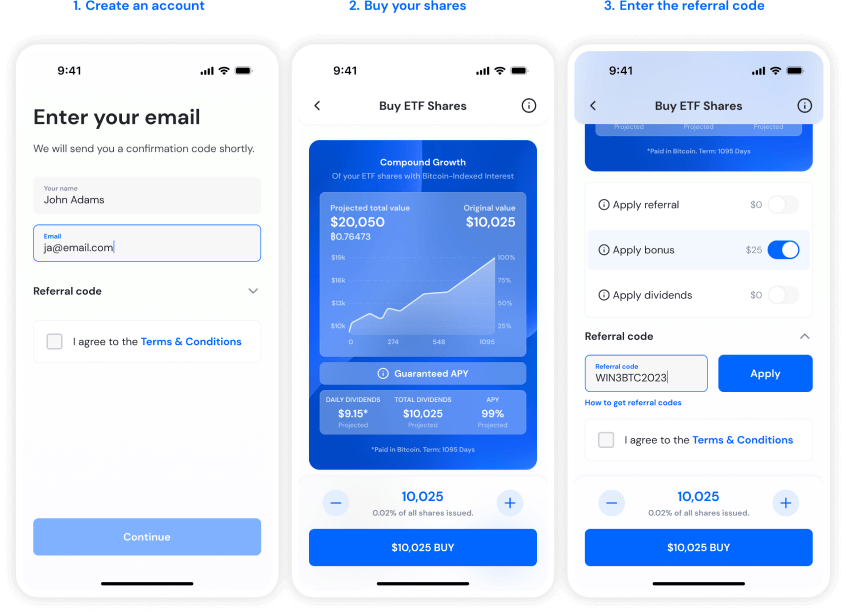 1. Create an account
2. Buy your shares
3. Enter the referral code
9:41
Enter your email
We will send you a confirmation code shortly.
Your name
John Adams
Email
ja@email.com
Referral code
I agree to the Terms & Conditions
Continue
9:41
Buy ETF Shares
Compound Growth
Of your ETF shares with Bitcoin-Indexed Interest
Projected total value Original value
$20,050 $10,025
฿0.76473
$19k 100%
$16k 75%
$13k 50%
$10k 25%
0 274 548 1095
Guaranteed APY
DAILY DIVIDENDS TOTAL DIVIDENDS APY
$9.15* $10,025 99%
Projected Projected Projected
*Paid in Bitcoin, Term: 1095 Days
10,025
0.02% of all shares issued.
$10,025 BUY
9:41
Buy ETF Shares
Projected Projected Projected
*Paid in Bitcoin. Term: 1095 Days
Apply referral $0
Apply bonus $25
Apply dividends $0
Referral code
Referral code
WIN3BTC2023
Apply
How to get referral codes
I agree to the Terms & Conditions
10,025
0.02% of all shares issued.
$10,025 BUY